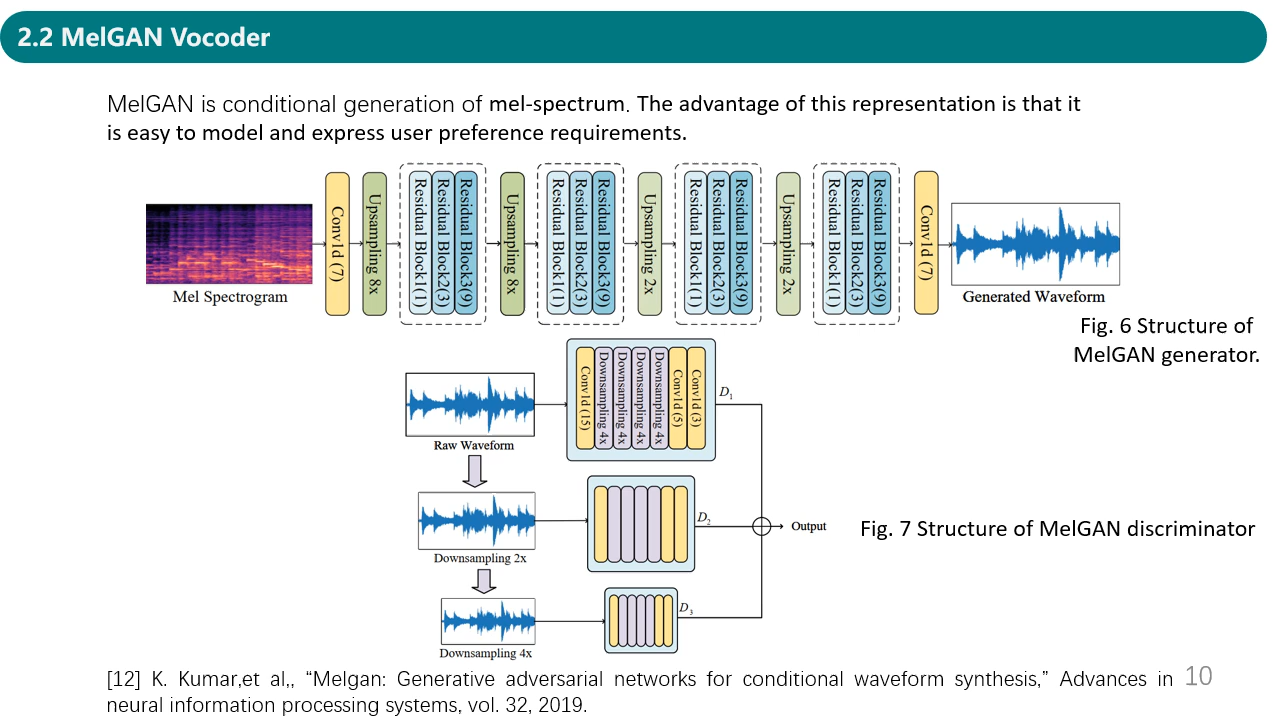 2.2 MelGAN Vocoder
MelGAN is conditional generation of mel-spectrum. The advantage of this representation is that it
is easy to model and express user preference requirements.
Mel Spectrogram
Conv1d (7)
Upsampling 8x
Residual Block1(1)
Residual Block2(3)
Residual Block3(9)
Upsampling 8x
Residual Block1(1)
Residual Block2(3)
Residual Block3(9)
Upsampling 2x
Residual Block1(1)
Residual Block2(3)
Residual Block3(9)
Upsampling 2x
Residual Block1(1)
Residual Block2(3)
Residual Block3(9)
Conv1d (7)
Generated Waveform
Fig. 6 Structure of
MelGAN generator.
Raw Waveform
Conv1d (15)
Downsampling 4x
Downsampling 4x
Downsampling 4x
Downsampling 4x
Conv1d (5)
Conv1d (3)
D1
Downsampling 2x
D2
Output
Fig. 7 Structure of MelGAN discriminator
D3
Downsampling 4x
[12] K. Kumar,et al,, “Melgan: Generative adversarial networks for conditional waveform synthesis,” Advances in
neural information processing systems, vol. 32, 2019.
10